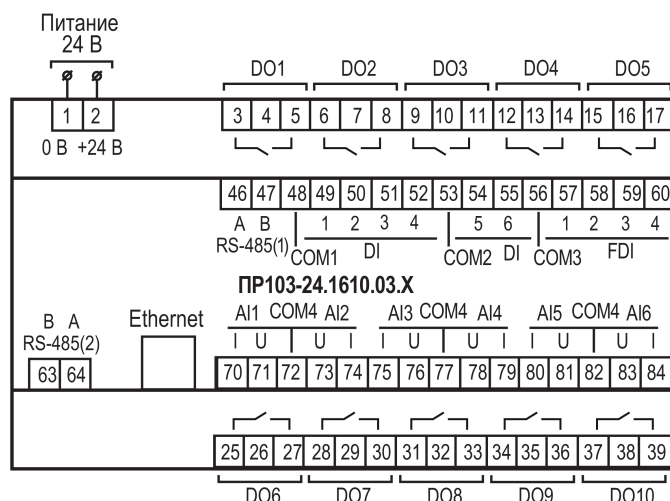 Питание
24 В
DO1 DO2 DO3 DO4 DO5
1 2 3 4 5 6 7 8 9 10 11 12 13 14 15 16 17
0 В +24 В
46 47 48 49 50 51 52 53 54 55 56 57 58 59 60
A B 1 2 3 4 5 6 1 2 3 4
RS-485(1) COM1 DI COM2 DI COM3 FDI
ПР103-24.1610.03.X
AI1 COM4 AI2 AI3 COM4 AI4 AI5 COM4 AI6
B A Ethernet I U U I I U U I I U U I
RS-485(2)
63 64 70 71 72 73 74 75 76 77 78 79 80 81 82 83 84
25 26 27 28 29 30 31 32 33 34 35 36 37 38 39
DO6 DO7 DO8 DO9 DO10